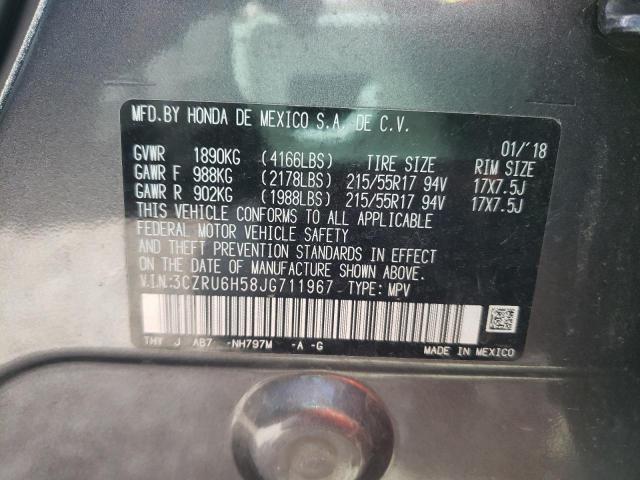 MFD.BY HONDA DE MEXICO S.A. DE C.V.
01/'18
GVWR 1890KG (4166LBS) TIRE SIZE RIM SIZE
GAWR F 988KG (2178LBS) 215/55R17 94V 17X7.5J
GAWR R 902KG (1988LBS) 215/55R17 94V 17X7.5J
THIS VEHICLE CONFORMS TO ALL APPLICABLE
FEDERAL MOTOR VEHICLE SAFETY
AND THEFT PREVENTION STANDARDS IN EFFECT
ON THE DATE OF MANUFACTURE SHOWN ABOVE.
V.I.N:3CZRU6H58JG711967 TYPE: MPV
J AB7 -NH797M -A -G
MADE IN MEXICO